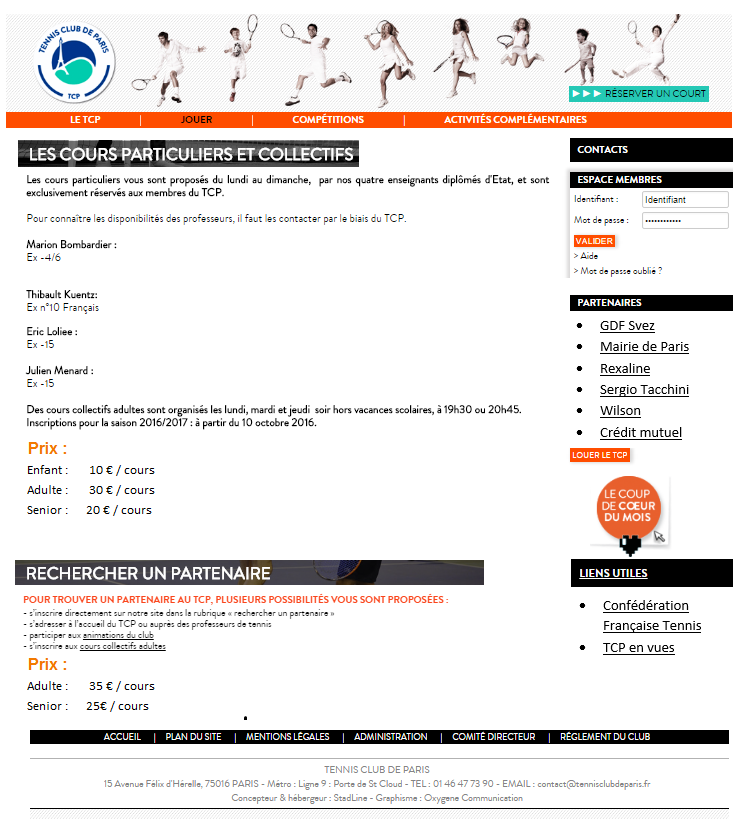 TENNIS CLUB DE PARIS
TCP
►►► RÉSERVER UN COURT
LE TCP | JOUER | COMPÉTITIONS | ACTIVITÉS COMPLÉMENTAIRES
LES COURS PARTICULIERS ET COLLECTIFS
Les cours particuliers vous sont proposés du lundi au dimanche, par nos quatre enseignants diplômés d'Etat, et sont
exclusivement réservés aux membres du TCP.
Pour connaître les disponibilités des professeurs, il faut les contacter par le biais du TCP.
Marion Bombardier :
Ex -4/6
Thibault Kuentz:
Ex n°10 Français
Eric Loliee :
Ex -15
Julien Menard :
Ex -15
Des cours collectifs adultes sont organisés les lundi, mardi et jeudi soir hors vacances scolaires, à 19h30 ou 20h45.
Inscriptions pour la saison 2016/2017 : à partir du 10 octobre 2016.
Prix :
Enfant : 10 € / cours
Adulte : 30 € / cours
Senior : 20 € / cours
RECHERCHER UN PARTENAIRE
POUR TROUVER UN PARTENAIRE AU TCP, PLUSIEURS POSSIBILITÉS VOUS SONT PROPOSÉES :
- s'inscrire directement sur notre site dans la rubrique « rechercher un partenaire »
- s'adresser à l'accueil du TCP ou auprès des professeurs de tennis
- participer aux animations du club
- s'inscrire aux cours collectifs adultes
Prix :
Adulte : 35 € / cours
Senior : 25€ / cours
CONTACTS
ESPACE MEMBRES
Identifiant : Identifiant
Mot de passe : ••••••••••••
VALIDER
> Aide
> Mot de passe oublié ?
PARTENAIRES
• GDF Svez
• Mairie de Paris
• Rexaline
• Sergio Tacchini
• Wilson
• Crédit mutuel
LOUER LE TCP
LE COUP
DE CŒUR
DU MOIS
LIENS UTILES
• Confédération
Française Tennis
• TCP en vues
ACCUEIL | PLAN DU SITE | MENTIONS LÉGALES | ADMINISTRATION | COMITÉ DIRECTEUR | RÉGLEMENT DU CLUB
TENNIS CLUB DE PARIS
15 Avenue Félix d'Hérelle, 75016 PARIS - Métro : Ligne 9 : Porte de St Cloud - TEL : 01 46 47 73 90 - EMAIL : contact@tennisclubdeparis.fr
Concepteur & hébergeur : StadLine - Graphisme : Oxygene Communication